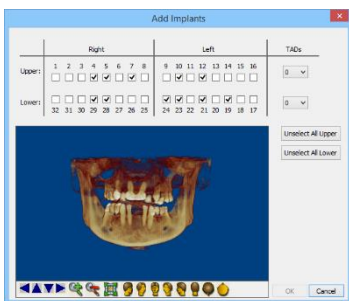 Add Implants
Right Left TADs
1 2 3 4 5 6 7 8 9 10 11 12 13 14 15 16
Upper: 0
Lower: 0
32 31 30 29 28 27 26 25 24 23 22 21 20 19 18 17
Unselect All Upper
Unselect All Lower
OK Cancel